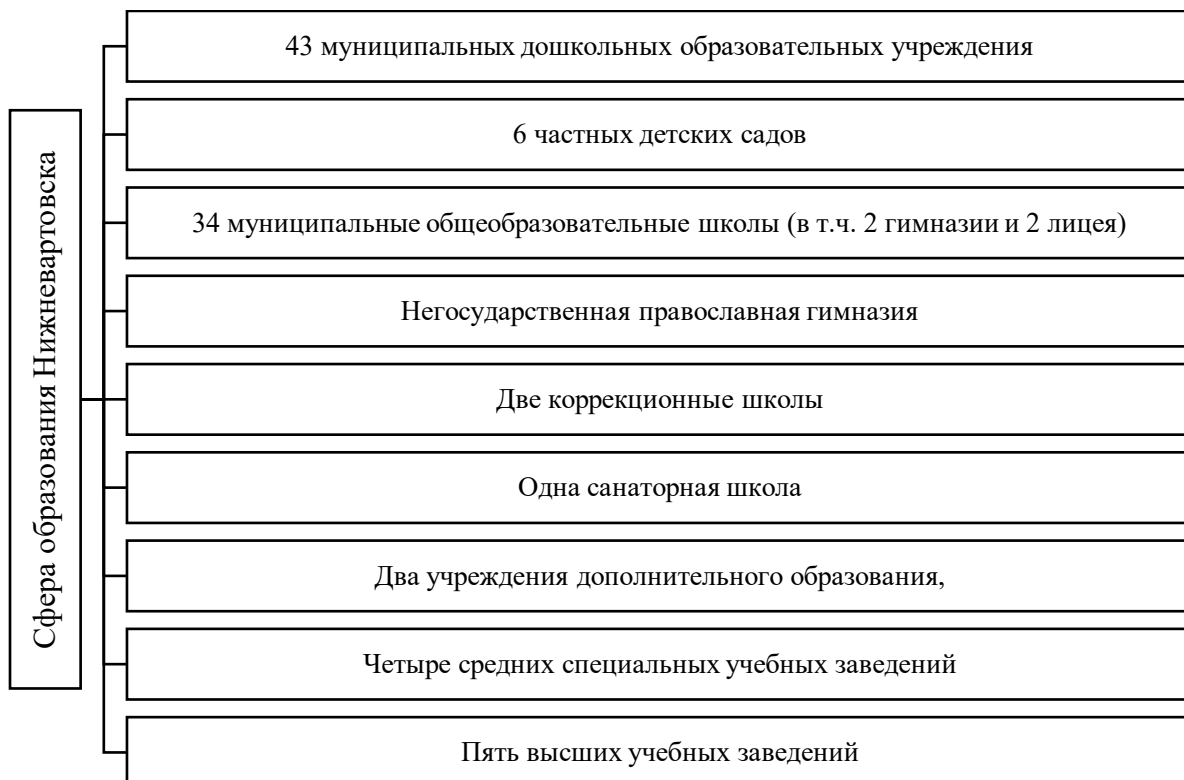 Сфера образования Нижневартовска
43 муниципальных дошкольных образовательных учреждения
6 частных детских садов
34 муниципальные общеобразовательные школы (в т.ч. 2 гимназии и 2 лицея)
Негосударственная православная гимназия
Две коррекционные школы
Одна санаторная школа
Два учреждения дополнительного образования,
Четыре средних специальных учебных заведений
Пять высших учебных заведений